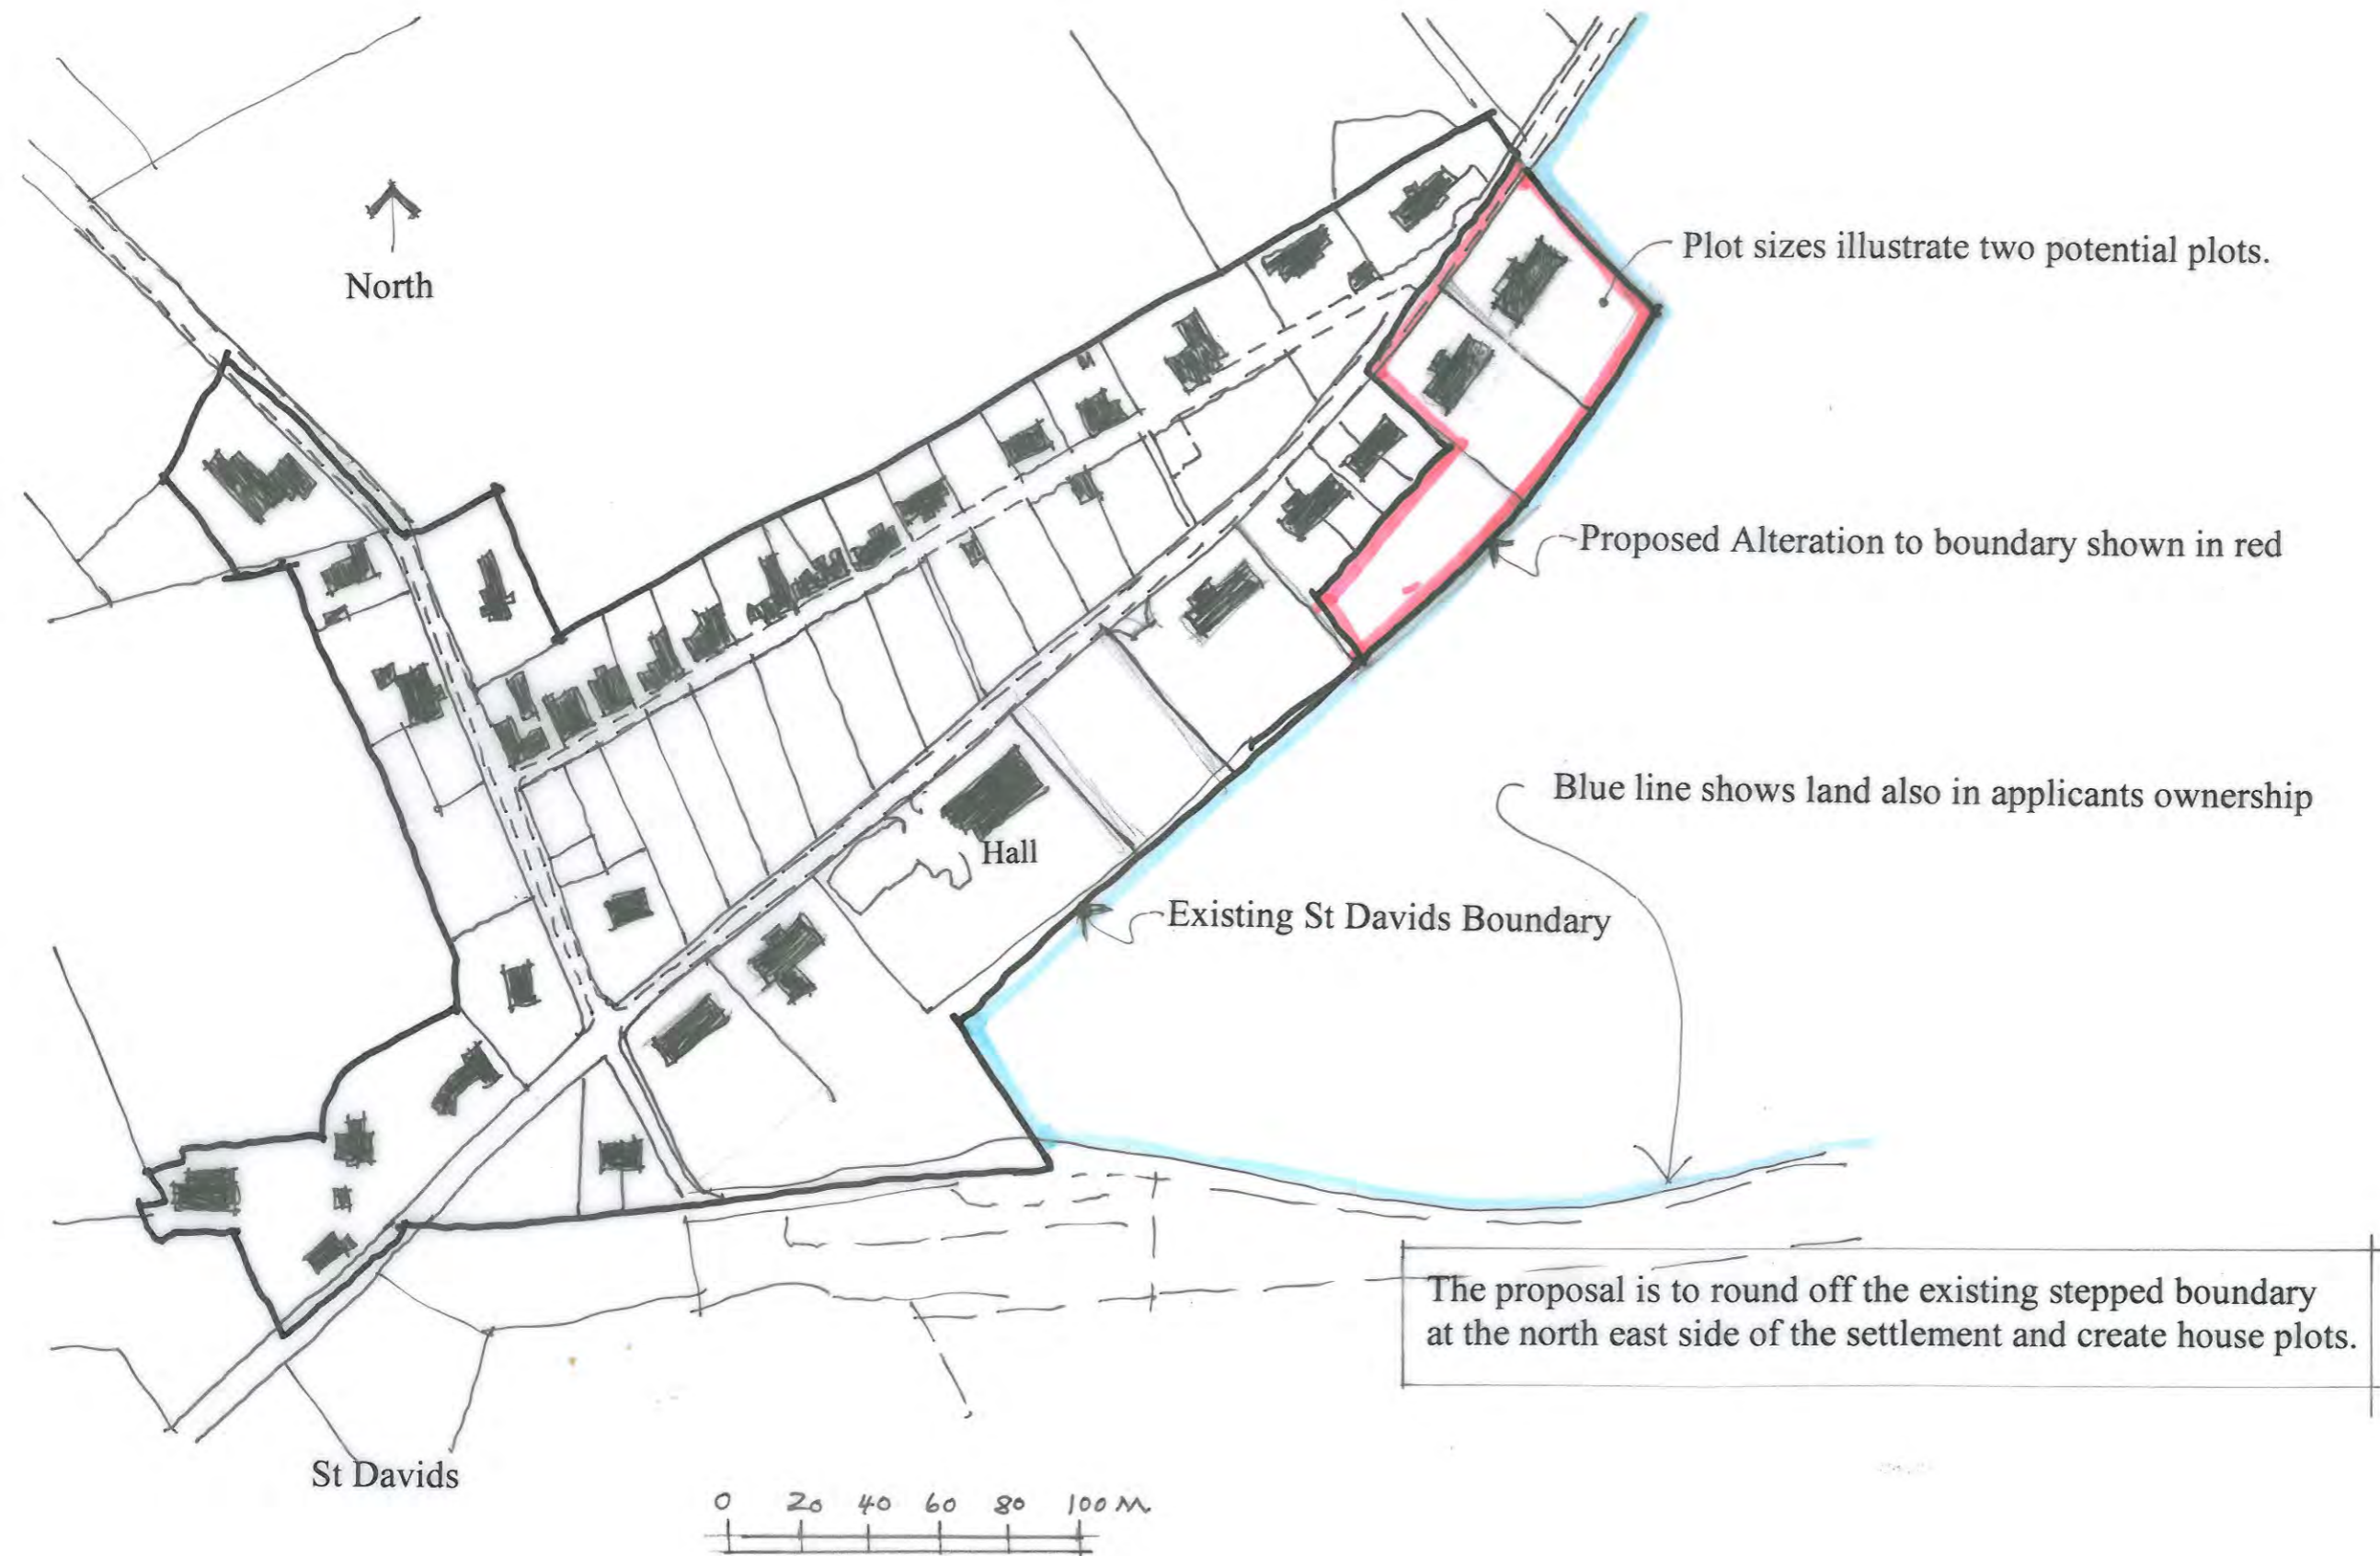 North
Plot sizes illustrate two potential plots.
Proposed Alteration to boundary shown in red
Blue line shows land also in applicants ownership
Hall
Existing St Davids Boundary
The proposal is to round off the existing stepped boundary
at the north east side of the settlement and create house plots.
St Davids
0 20 40 60 80 100 M